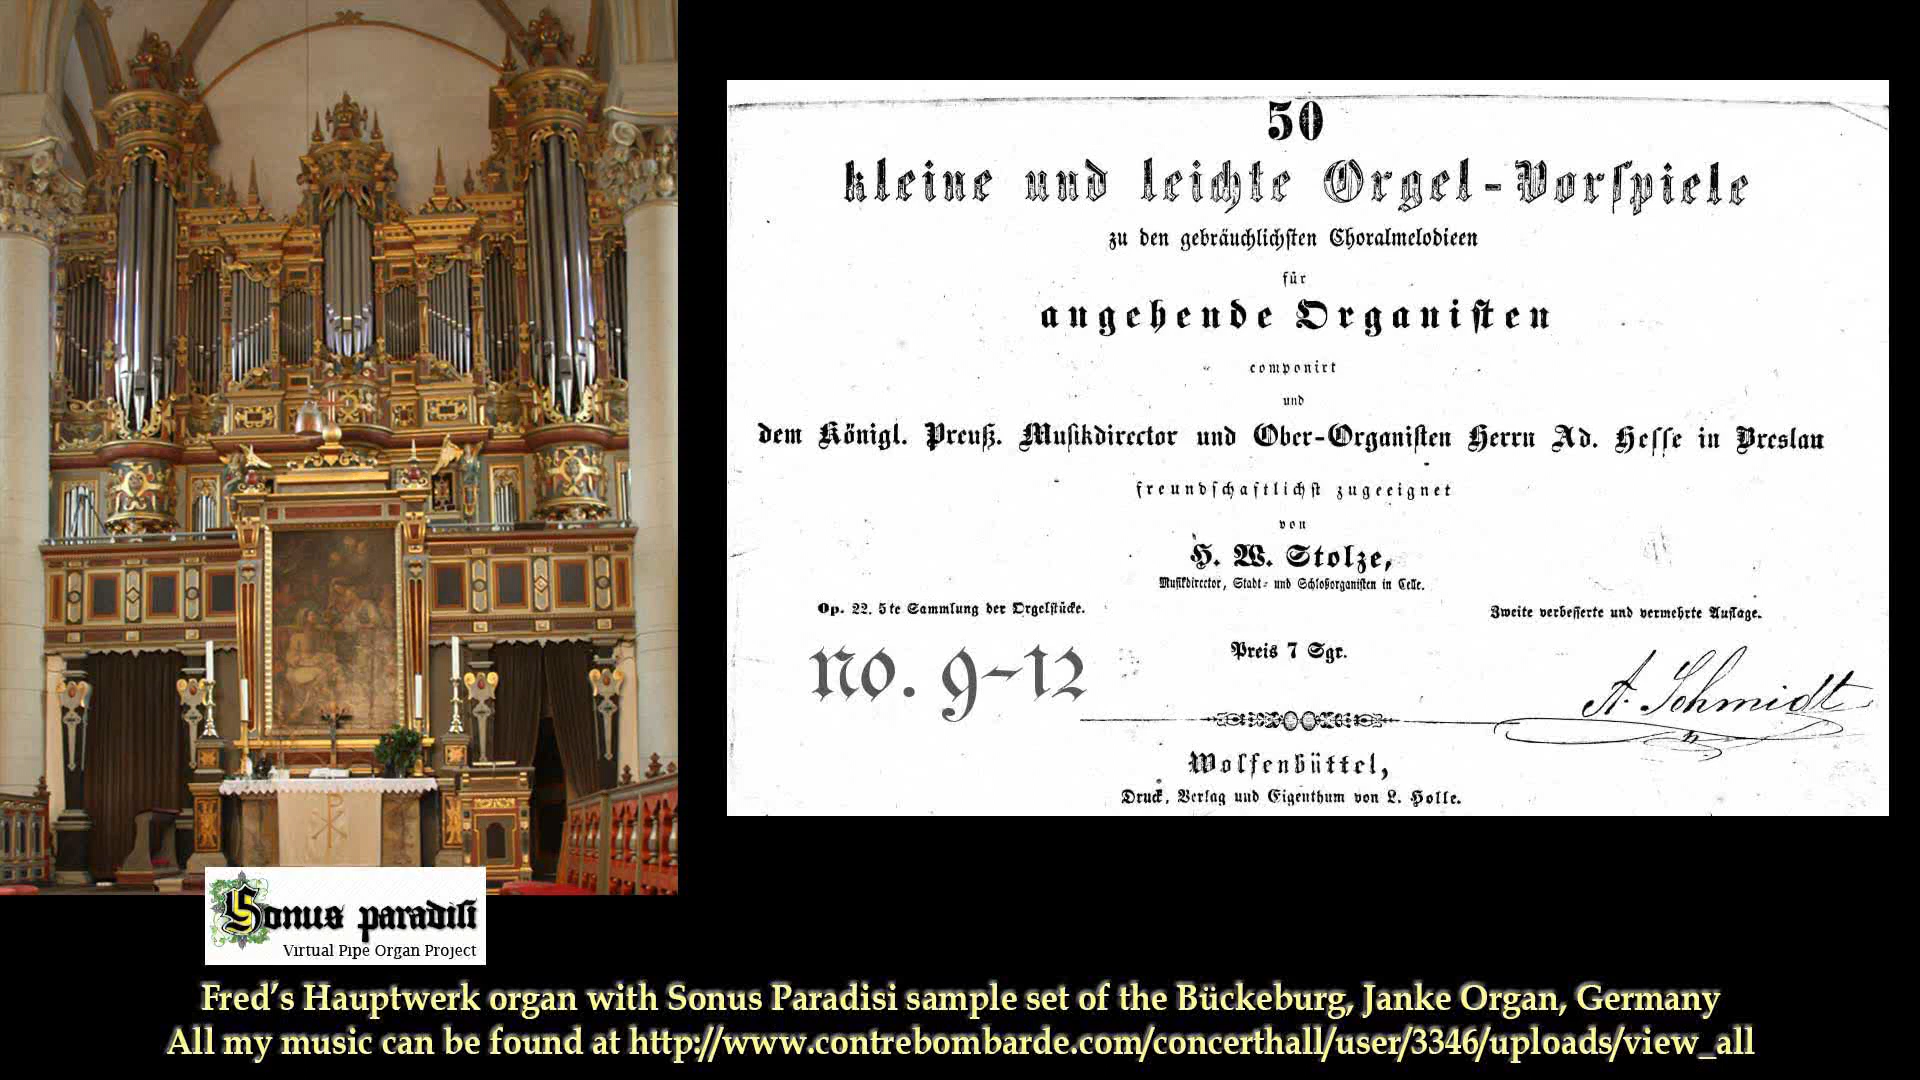 50
kleine und leichte Orgel-Vorspiele
zu den gebräuchlichsten Choralmelodieen
für
angehende Organisten
componirt
und
dem Königl. Preuß. Musikdirector und Ober-Organisten Herrn Ad. Hesse in Breslau
freundschaftlichst zugeeignet
von
H. W. Stolze,
Musikdirector, Stadt- und Schloßorganisten in Celle.
Op. 22. 5te Sammlung der Orgelstücke.
Zweite verbesserte und vermehrte Auflage.
Preis 7 Sgr.
No. 9-12
A. Schmidt
Wolfenbüttel,
Druck, Verlag und Eigenthum von L. Holle.
Sonus paradisi
Virtual Pipe Organ Project
Fred's Hauptwerk organ with Sonus Paradisi sample set of the Bückeburg, Janke Organ, Germany
All my music can be found at http://www.contrebombarde.com/concerthall/user/3346/uploads/view_all